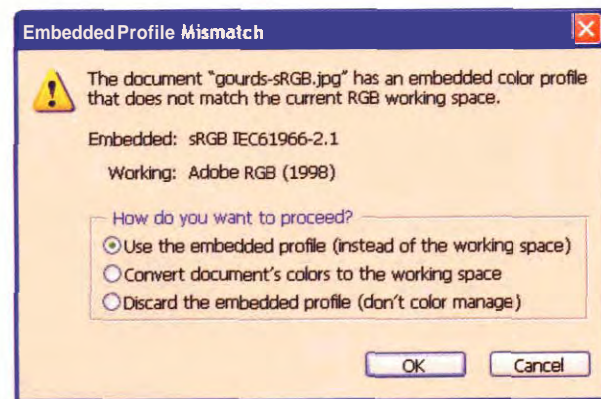 Embedded Profile Mismatch
The document "gourds-sRGB.jpg" has an embedded color profile
that does not match the current RGB working space.
Embedded: sRGB IEC61966-2.1
Working: Adobe RGB (1998)
How do you want to proceed?
Use the embedded profile (instead of the working space)
Convert document's colors to the working space
Discard the embedded profile (don't color manage)
OK Cancel